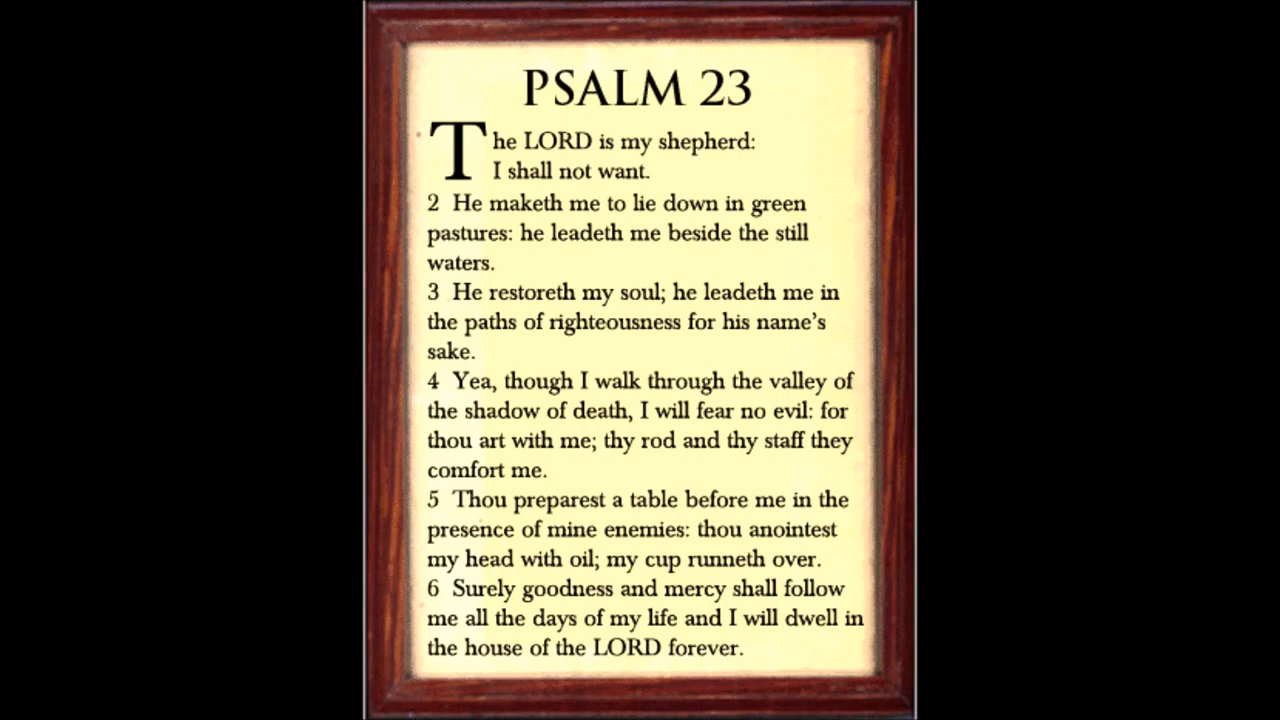 PSALM 23
The LORD is my shepherd:
I shall not want.
2 He maketh me to lie down in green
pastures: he leadeth me beside the still
waters.
3 He restoreth my soul; he leadeth me in
the paths of righteousness for his name's
sake.
4 Yea, though I walk through the valley of
the shadow of death, I will fear no evil: for
thou art with me; thy rod and thy staff they
comfort me.
5 Thou preparest a table before me in the
presence of mine enemies: thou anointest
my head with oil; my cup runneth over.
6 Surely goodness and mercy shall follow
me all the days of my life and I will dwell in
the house of the LORD forever.